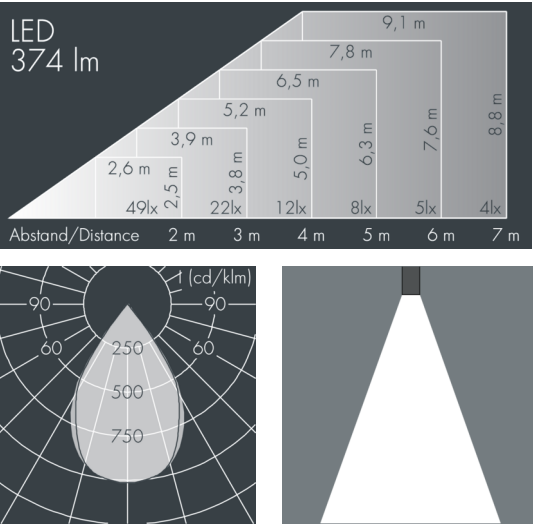 LED
374 lm
9,1 m
7,8 m
6,5 m
5,2 m
3,9 m
2,6 m
2,5 m
3,8 m
5,0 m
6,3 m
7,6 m
8,8 m
49lx 22lx 12lx 8lx 5lx 4lx
Abstand/Distance 2 m 3 m 4 m 5 m 6 m 7 m
I (cd/klm)
90 90
60 60
250
500
750